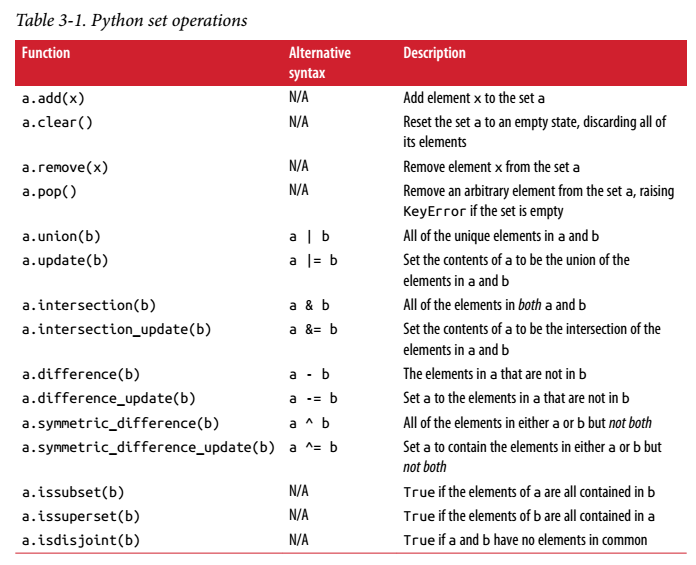 Table 3-1. Python set operations
Function Alternative syntax Description
a.add(x) N/A Add element x to the set a
a.clear() N/A Reset the set a to an empty state, discarding all of
its elements
a.remove(x) N/A Remove element x from the set a
a.pop() N/A Remove an arbitrary element from the set a, raising
KeyError if the set is empty
a.union(b) a | b All of the unique elements in a and b
a.update(b) a |= b Set the contents of a to be the union of the
elements in a and b
a.intersection(b) a & b All of the elements in both a and b
a.intersection_update(b) a &= b Set the contents of a to be the intersection of the
elements in a and b
a.difference(b) a - b The elements in a that are not in b
a.difference_update(b) a -= b Set a to the elements in a that are not in b
a.symmetric_difference(b) a ^ b All of the elements in either a or b but not both
a.symmetric_difference_update(b) a ^= b Set a to contain the elements in either a or b but
not both
a.issubset(b) N/A True if the elements of a are all contained in b
a.issuperset(b) N/A True if the elements of b are all contained in a
a.isdisjoint(b) N/A True if a and b have no elements in common